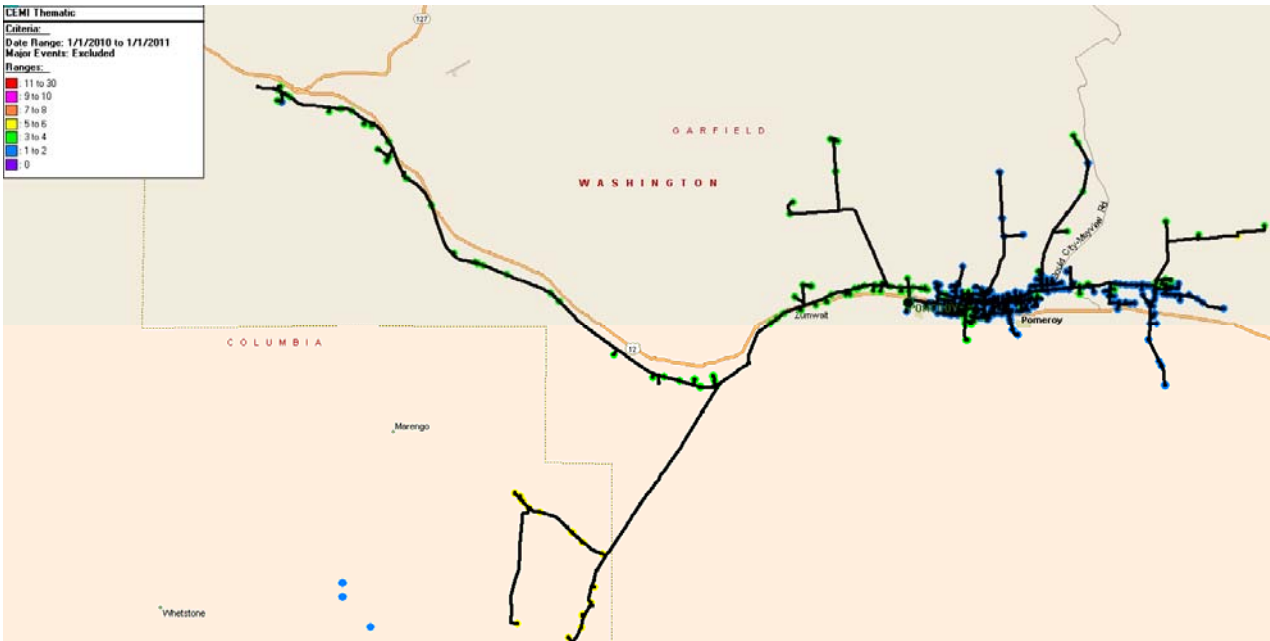 CEMI Thematic
Criteria:
Date Range: 1/1/2010 to 1/1/2011
Major Events: Excluded
Ranges:
: 11 to 30
: 9 to 10
: 7 to 8
: 5 to 6
: 3 to 4
: 1 to 2
: 0
127
GARFIELD
WASHINGTON
Zumwalt
Pomeroy
COLUMBIA
12
Marengo
Whetstone